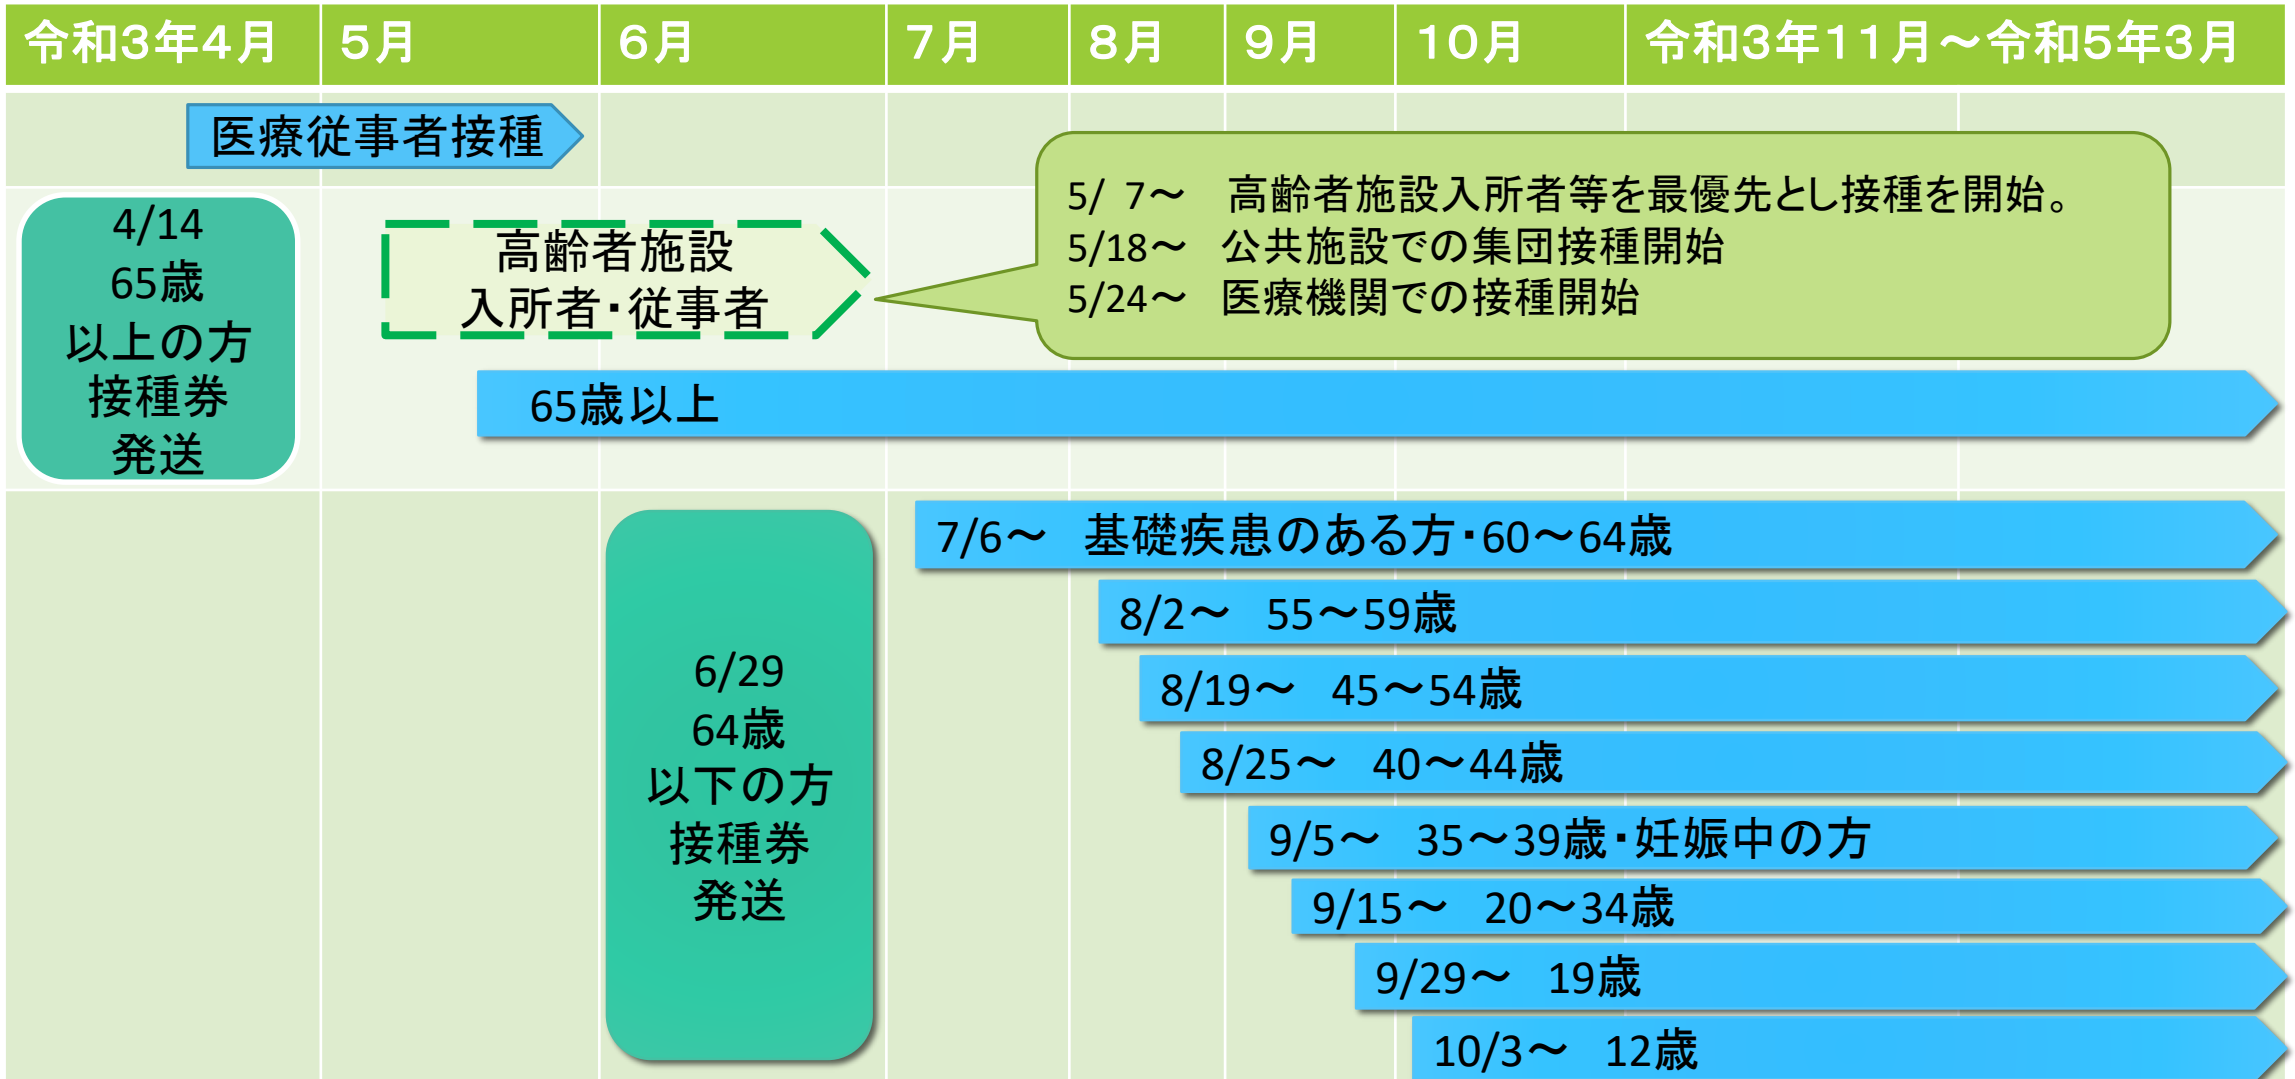 令和3年4月 5月 6月 7月 8月 9月 10月 令和3年11月～令和5年3月
医療従事者接種
4/14
65歳
以上の方
接種券
発送
高齢者施設
入所者・従事者
5/ 7～ 高齢者施設入所者等を最優先とし接種を開始。
5/18～ 公共施設での集団接種開始
5/24～ 医療機関での接種開始
65歳以上
6/29
64歳
以下の方
接種券
発送
7/6～ 基礎疾患のある方・60～64歳
8/2～ 55～59歳
8/19～ 45～54歳
8/25～ 40～44歳
9/5～ 35～39歳・妊娠中の方
9/15～ 20～34歳
9/29～ 19歳
10/3～ 12歳